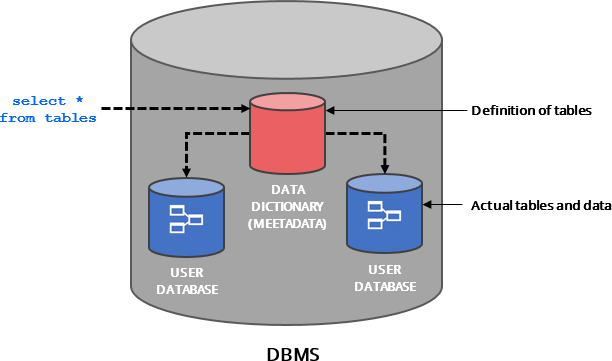 select *
from tables
Definition of tables
DATA
DICTIONARY
(MEETADATA)
Actual tables and data
USER
DATABASE
USER
DATABASE
DBMS